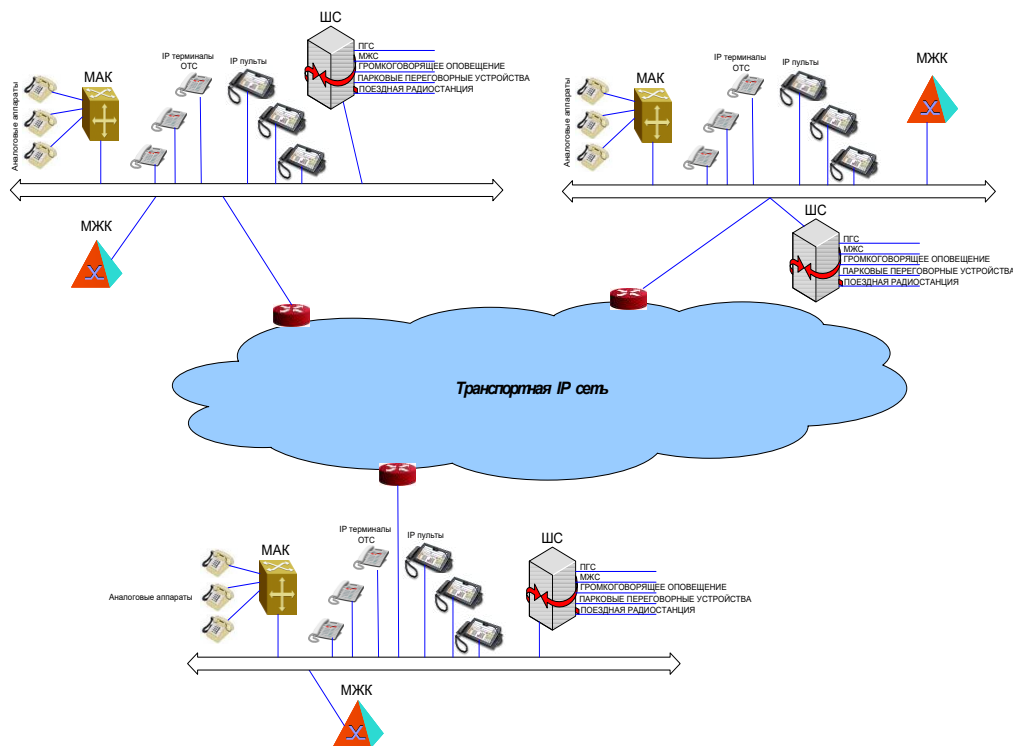 ШС
ПГС
МЖС
ГРОМКОГОВОРЯЩЕЕ ОПОВЕЩЕНИЕ
ПАРКОВЫЕ ПЕРЕГОВОРНЫЕ УСТРОЙСТВА
ПОЕЗДНАЯ РАДИОСТАНЦИЯ
IP терминалы
ОТС
IP пульты
МАК
Аналоговые аппараты
МЖК
IP терминалы
ОТС
IP пульты
МАК
Аналоговые аппараты
МЖК
ШС
ПГС
МЖС
ГРОМКОГОВОРЯЩЕЕ ОПОВЕЩЕНИЕ
ПАРКОВЫЕ ПЕРЕГОВОРНЫЕ УСТРОЙСТВА
ПОЕЗДНАЯ РАДИОСТАНЦИЯ
Транспортная IP сеть
IP терминалы
ОТС
IP пульты
МАК
Аналоговые аппараты
ШС
ПГС
МЖС
ГРОМКОГОВОРЯЩЕЕ ОПОВЕЩЕНИЕ
ПАРКОВЫЕ ПЕРЕГОВОРНЫЕ УСТРОЙСТВА
ПОЕЗДНАЯ РАДИОСТАНЦИЯ
МЖК